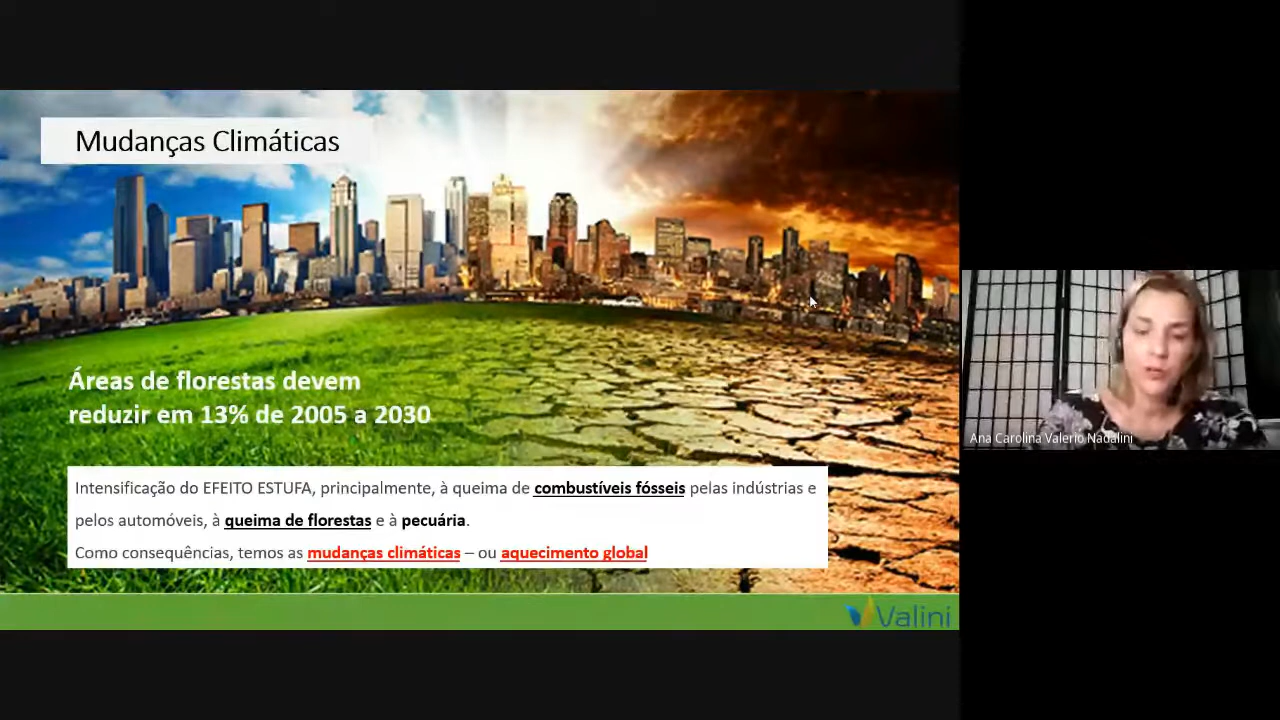 Mudanças Climáticas
Áreas de florestas devem
reduzir em 13% de 2005 a 2030
Intensificação do EFEITO ESTUFA, principalmente, à queima de combustíveis fósseis pelas indústrias e
pelos automóveis, à queima de florestas e à pecuária.
Como consequências, temos as mudanças climáticas – ou aquecimento global
Valini
Ana Carolina Valerio Nadalini